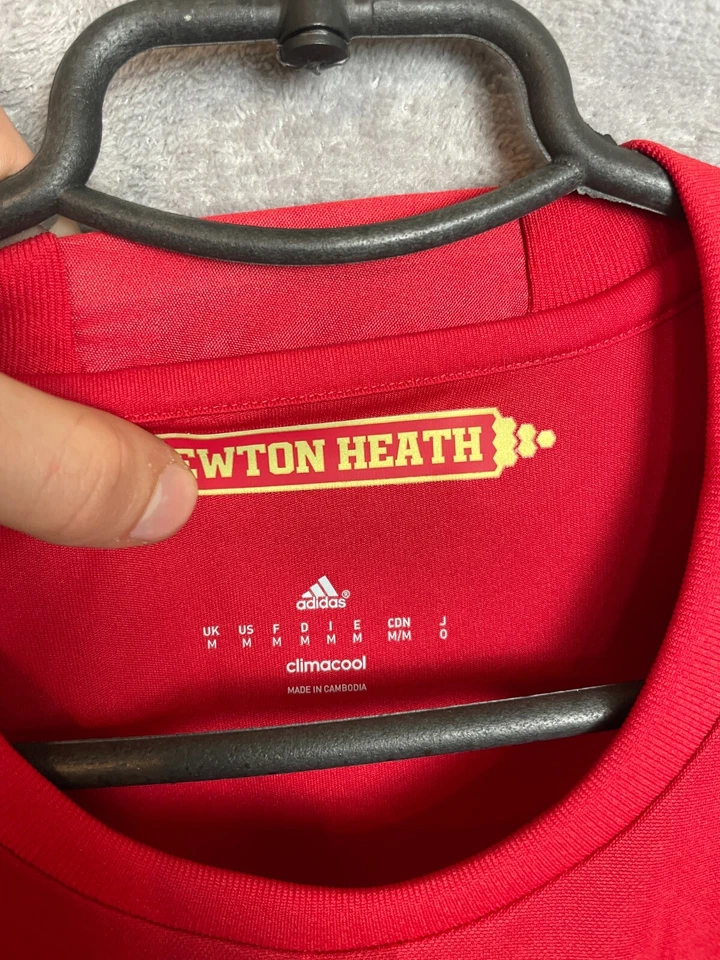 EWTON HEATH
adidas®
UK US F D I E CDN J
M M M M M M M/M O
climacool
MADE IN CAMBODIA